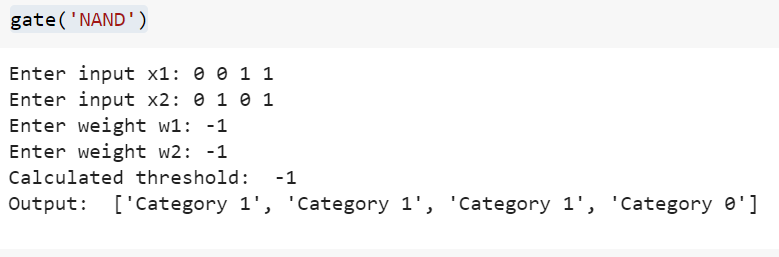 gate('NAND')
Enter input x1: 0 0 1 1
Enter input x2: 0 1 0 1
Enter weight w1: -1
Enter weight w2: -1
Calculated threshold:  -1
Output:  ['Category 1', 'Category 1', 'Category 1', 'Category 0']